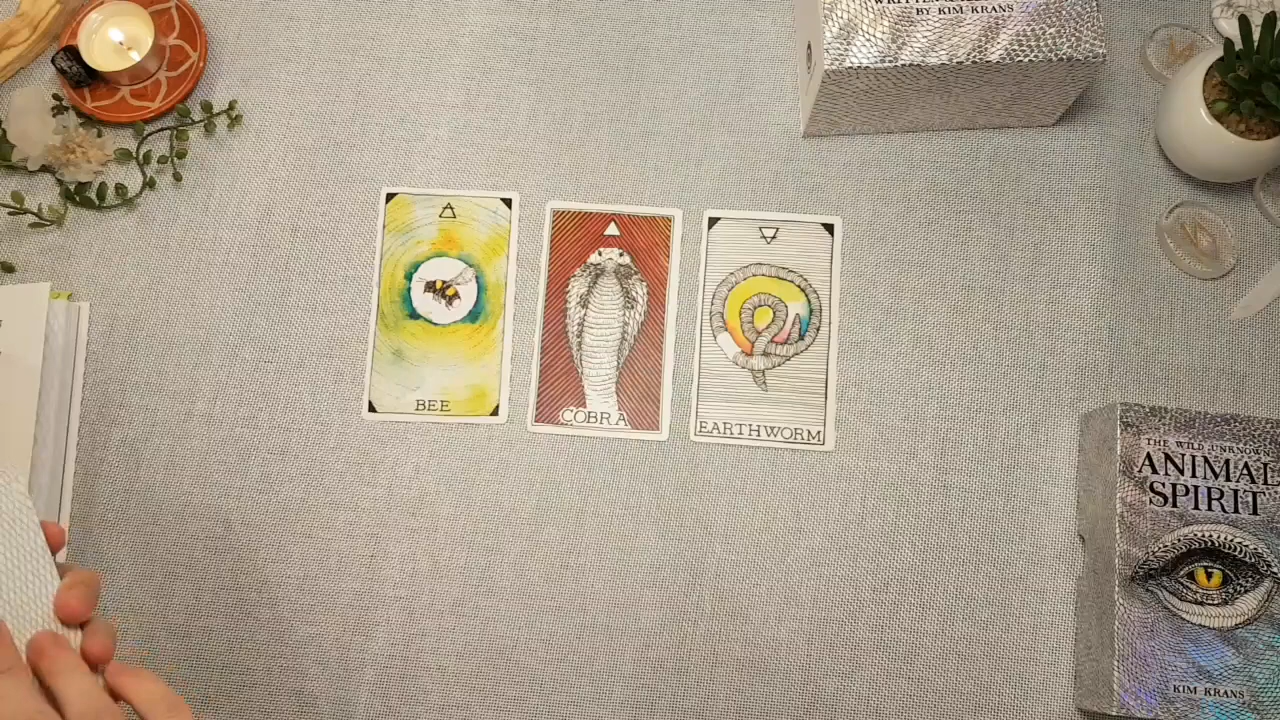 BY KIM KRANS
BEE
COBRA
EARTHWORM
THE WILD UNKNOWN
ANIMAL
SPIRIT
KIM KRANS